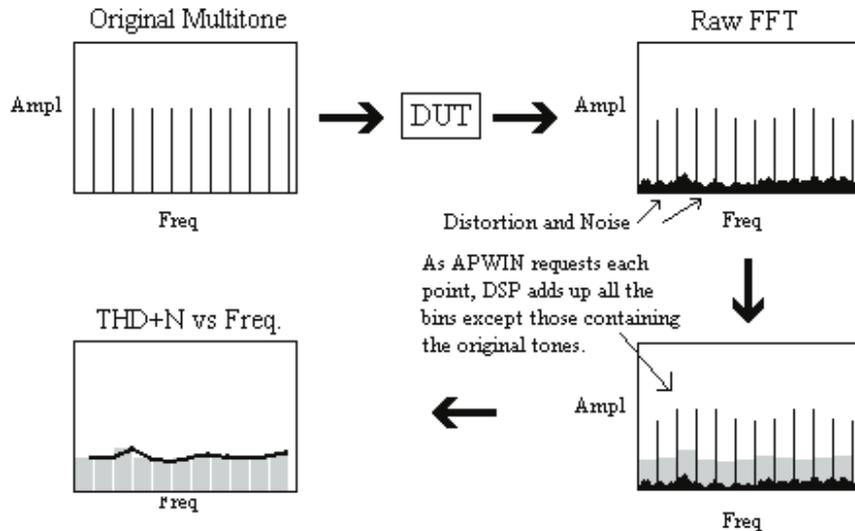 Original Multitone
Raw FFT
Ampl
DUT
Ampl
Freq
Distortion and Noise
Freq
As APWIN requests each
point, DSP adds up all the
bins except those containing
the original tones.
THD+N vs Freq.
Ampl
Freq
Freq